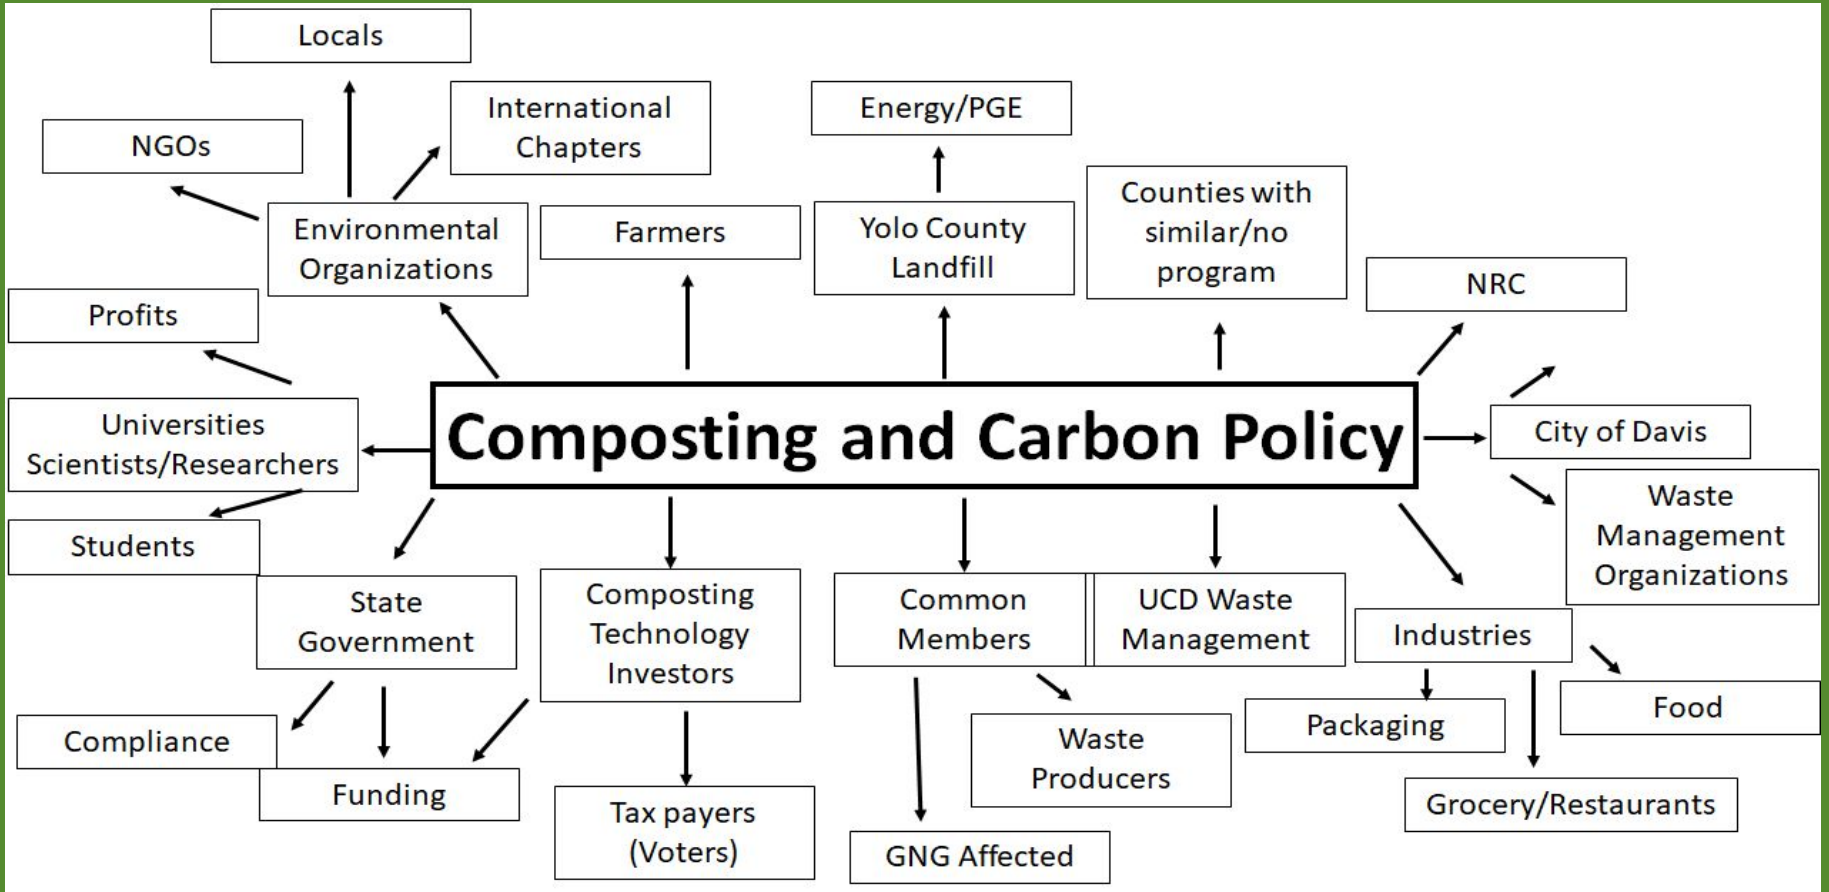 Locals
International
Chapters
Energy/PGE
NGOs
Counties with
similar/no
program
Environmental
Organizations
Farmers
Yolo County
Landfill
NRC
Profits
Universities
Scientists/Researchers
Composting and Carbon Policy
City of Davis
Waste
Management
Organizations
Students
State
Government
Composting
Technology
Investors
Common
Members
UCD Waste
Management
Industries
Compliance
Funding
Tax payers
(Voters)
Waste
Producers
GNG Affected
Packaging
Food
Grocery/Restaurants